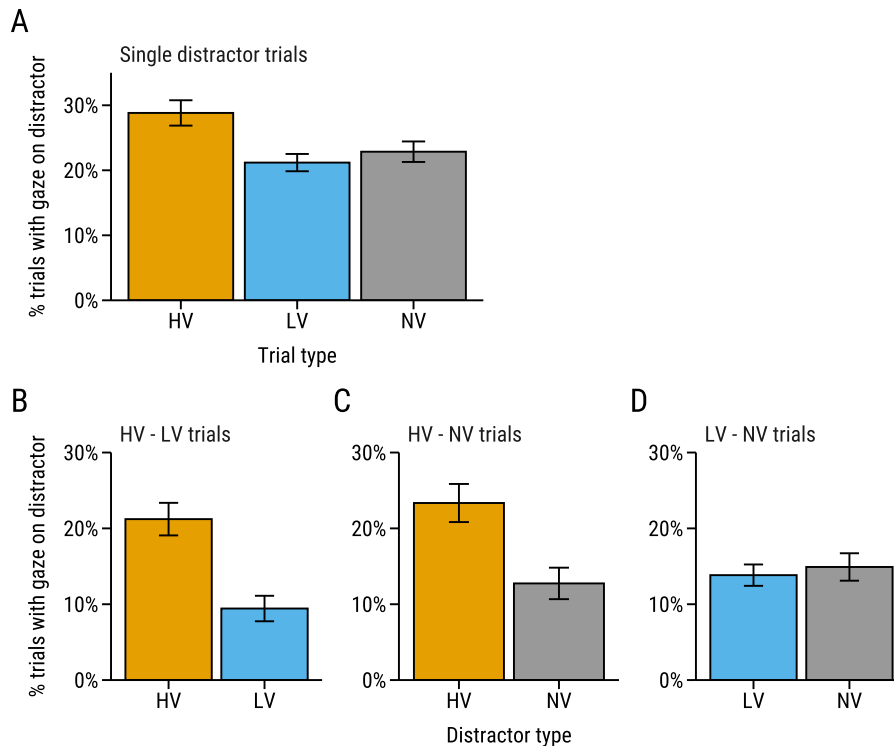 A
Single distractor trials
% trials with gaze on distractor
30%
20%
10%
0%
HV LV NV
Trial type
B
HV - LV trials
% trials with gaze on distractor
30%
20%
10%
0%
HV LV
C
HV - NV trials
30%
20%
10%
0%
HV NV
D
LV - NV trials
30%
20%
10%
0%
LV NV
Distractor type